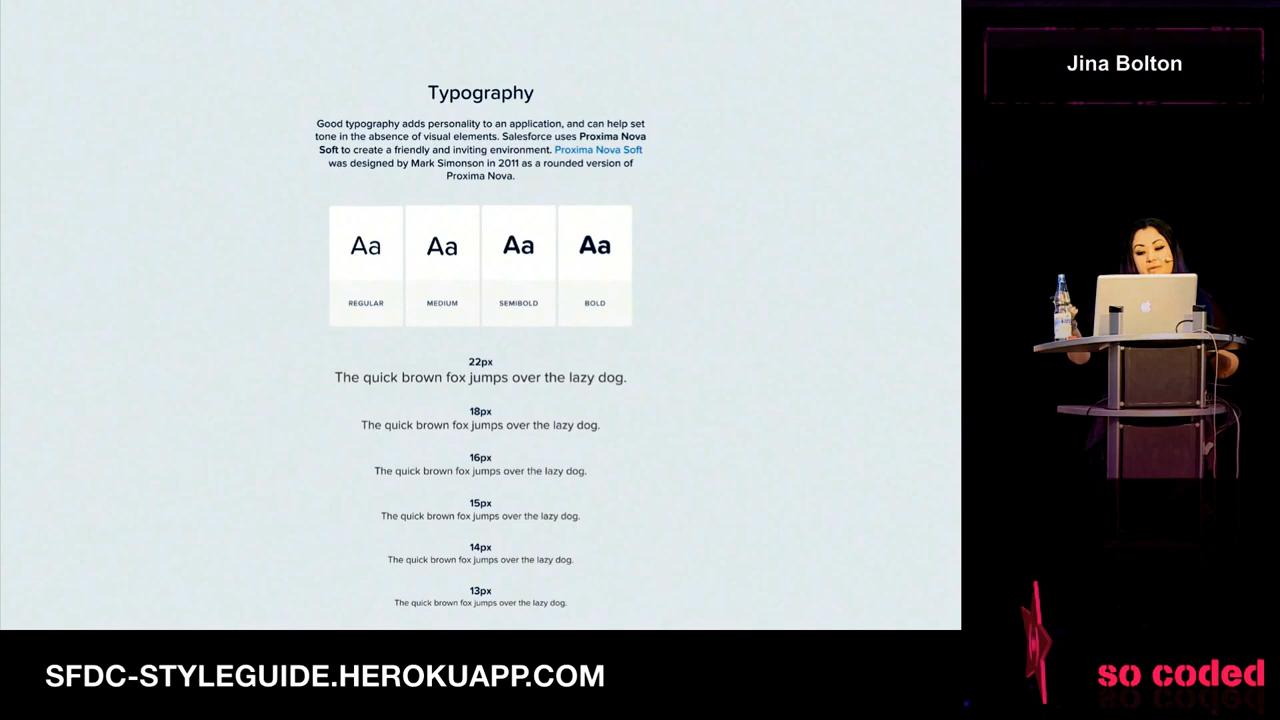 Typography
Good typography adds personality to an application, and can help set
tone in the absence of visual elements. Salesforce uses Proxima Nova
Soft to create a friendly and inviting environment. Proxima Nova Soft
was designed by Mark Simonson in 2011 as a rounded version of
Proxima Nova.
Aa Aa Aa Aa
REGULAR MEDIUM SEMIBOLD BOLD
22px
The quick brown fox jumps over the lazy dog.
18px
The quick brown fox jumps over the lazy dog.
16px
The quick brown fox jumps over the lazy dog.
15px
The quick brown fox jumps over the lazy dog.
14px
The quick brown fox jumps over the lazy dog.
13px
The quick brown fox jumps over the lazy dog.
SFDC-STYLEGUIDE.HEROKUAPP.COM
Jina Bolton
so coded